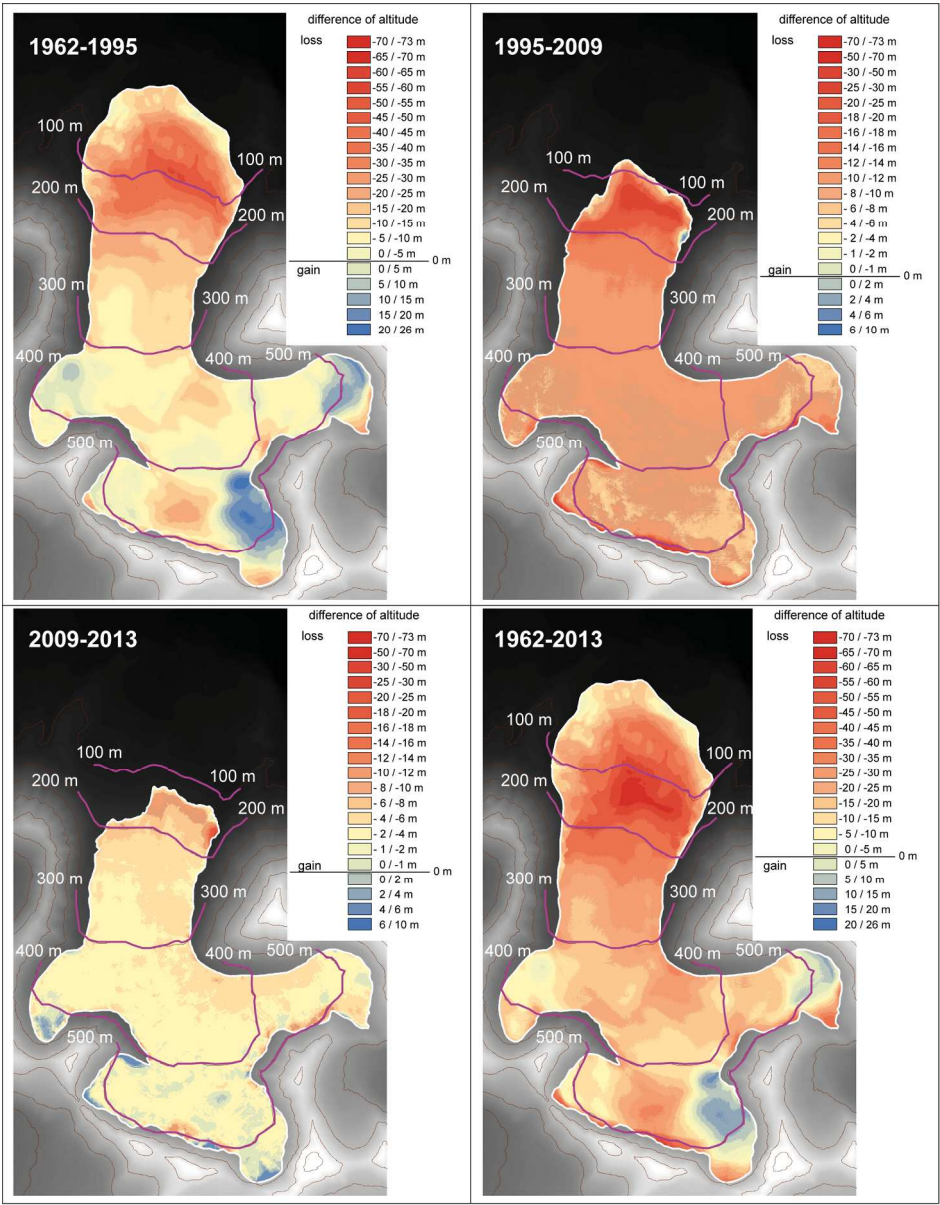 1962-1995
difference of altitude
loss
-70 / -73 m
-65 / -70 m
-60 / -65 m
-55 / -60 m
-50 / -55 m
-45 / -50 m
-40 / -45 m
-35 / -40 m
-30 / -35 m
-25 / -30 m
-20 / -25 m
-15 / -20 m
-10 / -15 m
- 5 / -10 m
0 / -5 m
0 m
gain
0 / 5 m
5 / 10 m
10 / 15 m
15 / 20 m
20 / 26 m
100 m
100 m
200 m
200 m
300 m
300 m
400 m
400 m
500 m
500 m
1995-2009
difference of altitude
loss
-70 / -73 m
-50 / -70 m
-30 / -50 m
-25 / -30 m
-20 / -25 m
-18 / -20 m
-16 / -18 m
-14 / -16 m
-12 / -14 m
-10 / -12 m
- 8 / -10 m
- 6 / -8 m
- 4 / -6 m
- 2 / -4 m
- 1 / -2 m
0 / -1 m
0 m
gain
0 / 2 m
2 / 4 m
4 / 6 m
6 / 10 m
100 m
100 m
200 m
200 m
300 m
300 m
400 m
400 m
500 m
500 m
2009-2013
difference of altitude
loss
-70 / -73 m
-50 / -70 m
-30 / -50 m
-25 / -30 m
-20 / -25 m
-18 / -20 m
-16 / -18 m
-14 / -16 m
-12 / -14 m
-10 / -12 m
- 8 / -10 m
- 6 / -8 m
- 4 / -6 m
- 2 / -4 m
- 1 / -2 m
0 / -1 m
0 m
gain
0 / 2 m
2 / 4 m
4 / 6 m
6 / 10 m
100 m
100 m
200 m
200 m
300 m
300 m
400 m
400 m
500 m
500 m
1962-2013
difference of altitude
loss
-70 / -73 m
-65 / -70 m
-60 / -65 m
-55 / -60 m
-50 / -55 m
-45 / -50 m
-40 / -45 m
-35 / -40 m
-30 / -35 m
-25 / -30 m
-20 / -25 m
-15 / -20 m
-10 / -15 m
- 5 / -10 m
0 / -5 m
0 m
gain
0 / 5 m
5 / 10 m
10 / 15 m
15 / 20 m
20 / 26 m
100 m
100 m
200 m
200 m
300 m
300 m
400 m
400 m
500 m
500 m